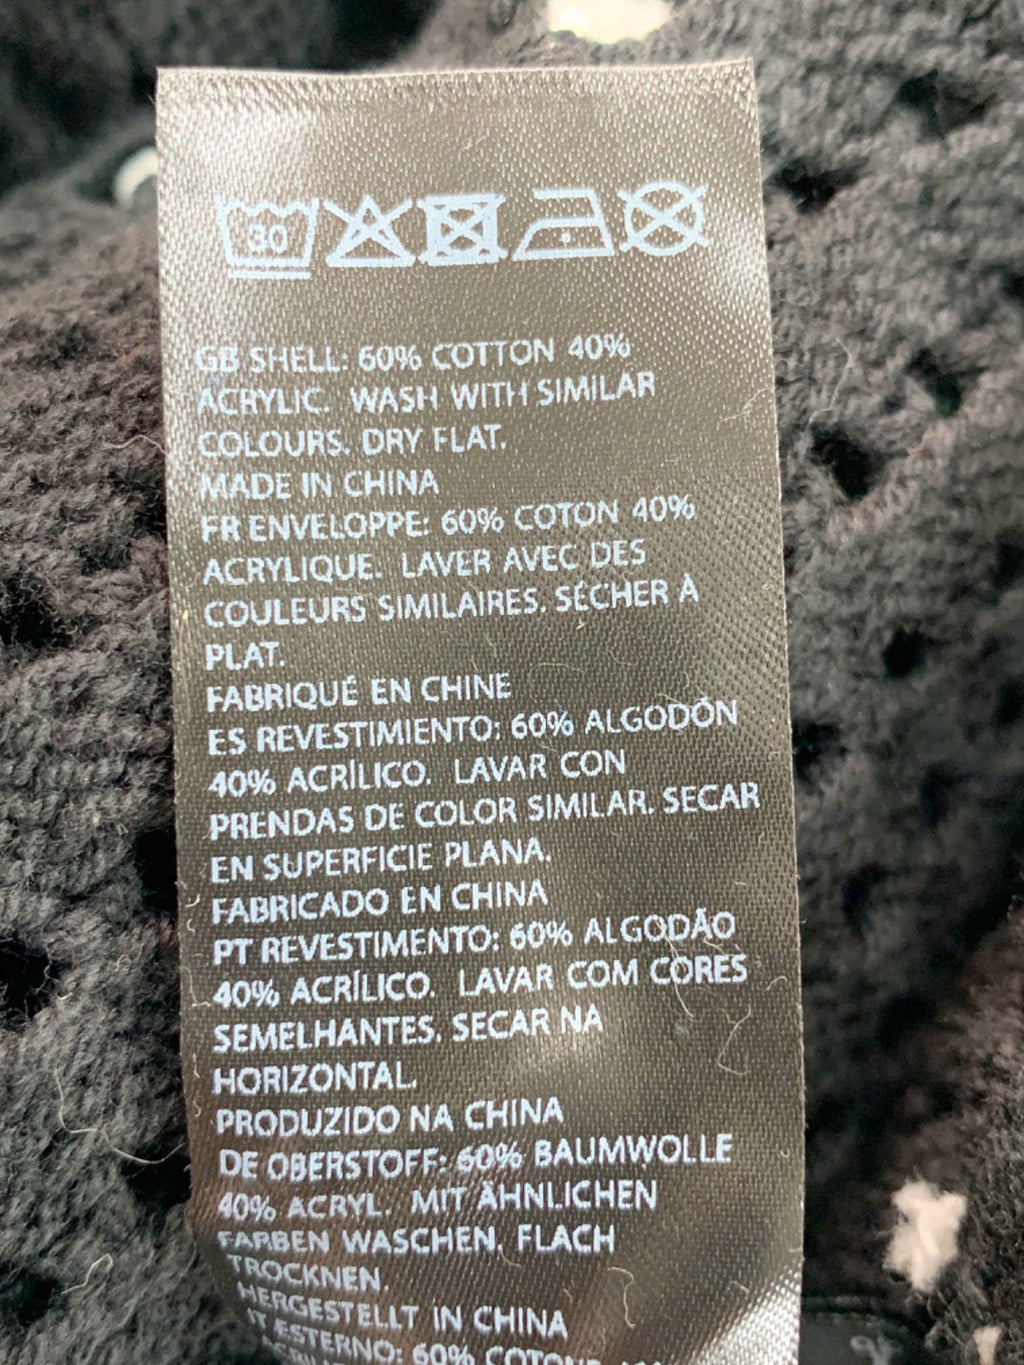 30
GB SHELL: 60% COTTON 40%
ACRYLIC. WASH WITH SIMILAR
COLOURS. DRY FLAT.
MADE IN CHINA
FR ENVELOPPE: 60% COTON 40%
ACRYLIQUE. LAVER AVEC DES
COULEURS SIMILAIRES. SÉCHER À
PLAT.
FABRIQUÉ EN CHINE
ES REVESTIMIENTO: 60% ALGODÓN
40% ACRÍLICO. LAVAR CON
PRENDAS DE COLOR SIMILAR. SECAR
EN SUPERFICIE PLANA.
FABRICADO EN CHINA
PT REVESTIMENTO: 60% ALGODÃO
40% ACRÍLICO. LAVAR COM CORES
SEMELHANTES. SECAR NA
HORIZONTAL.
PRODUZIDO NA CHINA
DE OBERSTOFF: 60% BAUMWOLLE
40% ACRYL. MIT ÄHNLICHEN
FARBEN WASCHEN. FLACH
TROCKNEN.
HERGESTELLT IN CHINA
IT ESTERNO: 60% COTONE